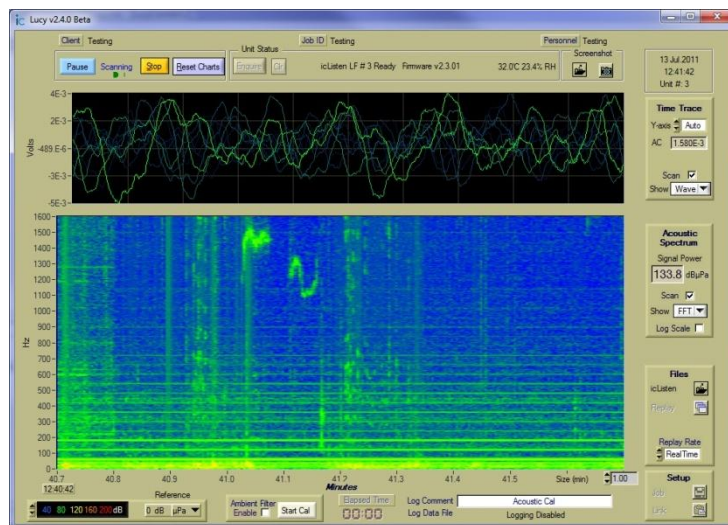 ic Lucy v2.4.0 Beta
Client Testing Job ID Testing Personnel Testing
Unit Status
Screenshot
Pause Scanning Stop Reset Charts Enquire Clr icListen LF # 3 Ready Firmware v2.3.01 32.0C 23.4% RH
13 Jul.2011
12:41:42
Unit #: 3
Time Trace
Y-axis Auto
AC 1.580E-3
Scan
Show Wave
Volts
4E-3
2E-3
-489.E-6
-3E-3
-5E-3
Acoustic
Spectrum
Signal Power
133.8 dBµPa
Scan
Show FFT
Log Scale
Hz
1600
1500
1400
1300
1200
1100
1000
900
800
700
600
500
400
300
200
100
0
40.7 40.8 40.9 41.0 41.1 41.2 41.3 41.4 41.5 Size (min) 1.00
12:40:42
Minutes
Files
icListen
Replay
Replay Rate
RealTime
Setup
Job
Link
Reference
40 80 120 160 200 dB 0 dB µPa
Ambient Filter
Enable Start Cal
Elapsed Time
00:00
Log Comment Acoustic Cal
Log Data File Logging Disabled